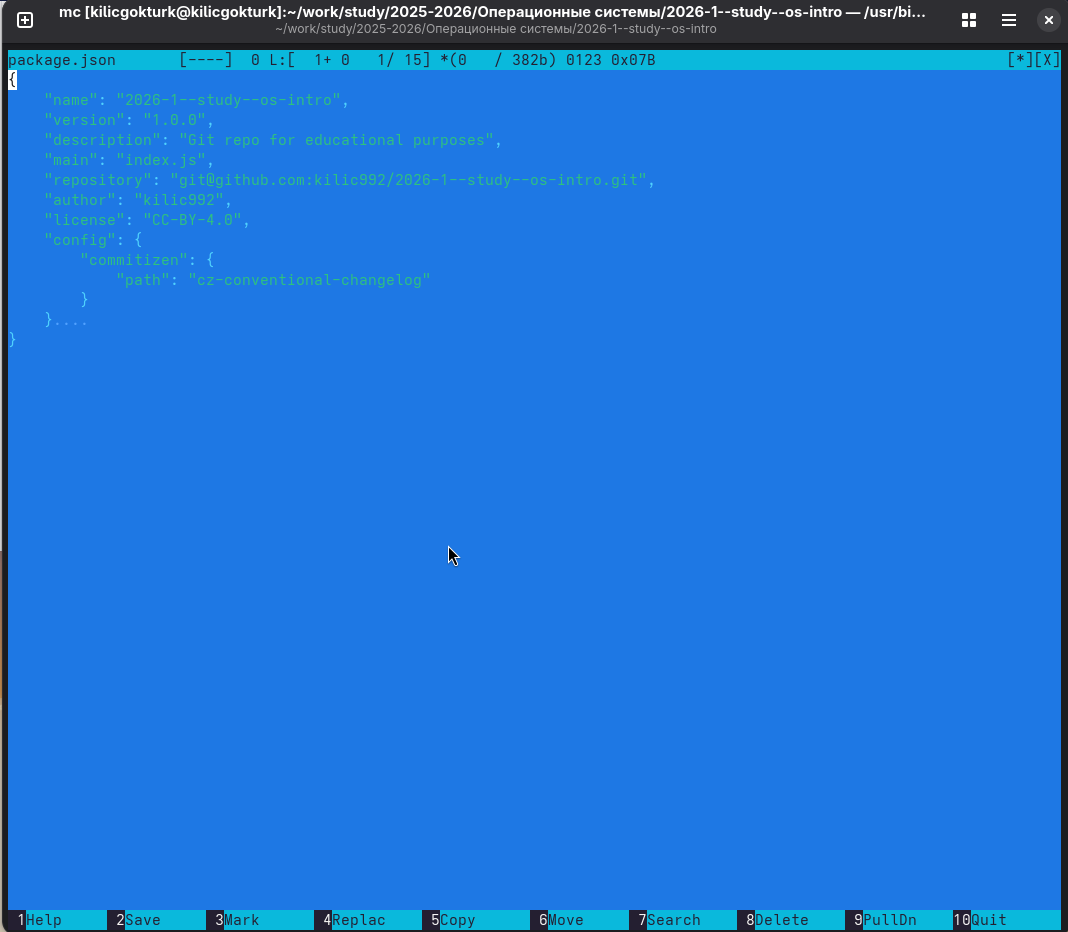 mc [kilicgokturk@kilicgokturk]:~/work/study/2025-2026/Операционные системы/2026-1--study--os-intro — /usr/bi...
~/work/study/2025-2026/Операционные системы/2026-1--study--os-intro
package.json       [----]  0 L:[  1+ 0   1/ 15] *(0   / 382b) 0123 0x07B                                       [*][X]
{
    "name": "2026-1--study--os-intro",
    "version": "1.0.0",
    "description": "Git repo for educational purposes",
    "main": "index.js",
    "repository": "git@github.com:kilic992/2026-1--study--os-intro.git",
    "author": "kilic992",
    "license": "CC-BY-4.0",
    "config": {
        "commitizen": {
            "path": "cz-conventional-changelog"
        }
    }....
}
1Help 2Save 3Mark 4Replac 5Copy 6Move 7Search 8Delete 9PullDn 10Quit